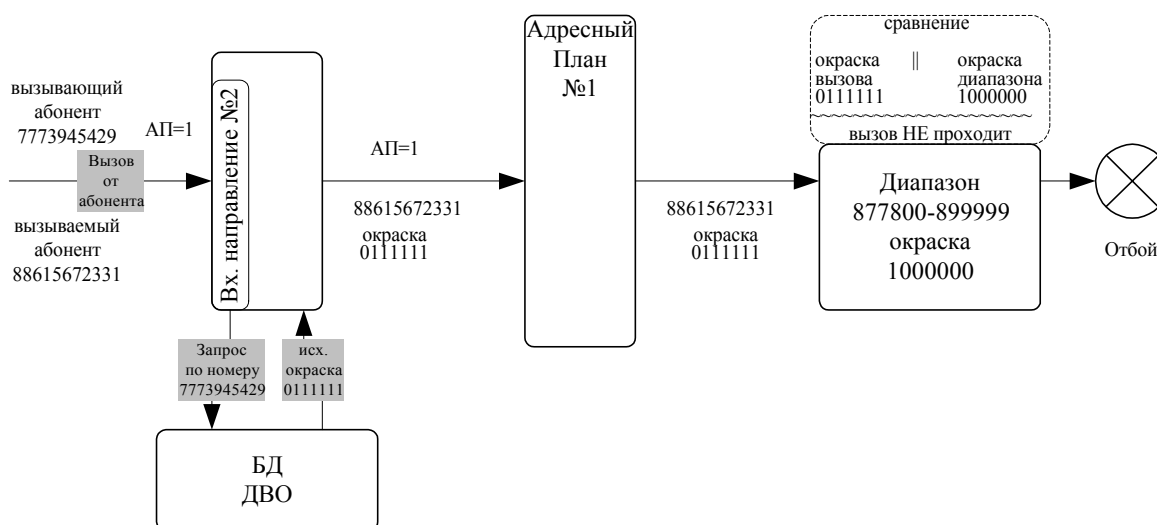 вызывающий
абонент
7773945429
Вызов
от
абонента
вызываемый
абонент
88615672331
АП=1
Вх. направление №2
АП=1
88615672331
окраска
0111111
Запрос
по номеру
7773945429
исх.
окраска
0111111
БД
ДВО
Адресный
План
№1
88615672331
окраска
0111111
сравнение
окраска || окраска
вызова диапазона
0111111 1000000
вызов НЕ проходит
Диапазон
877800-899999
окраска
1000000
Отбой